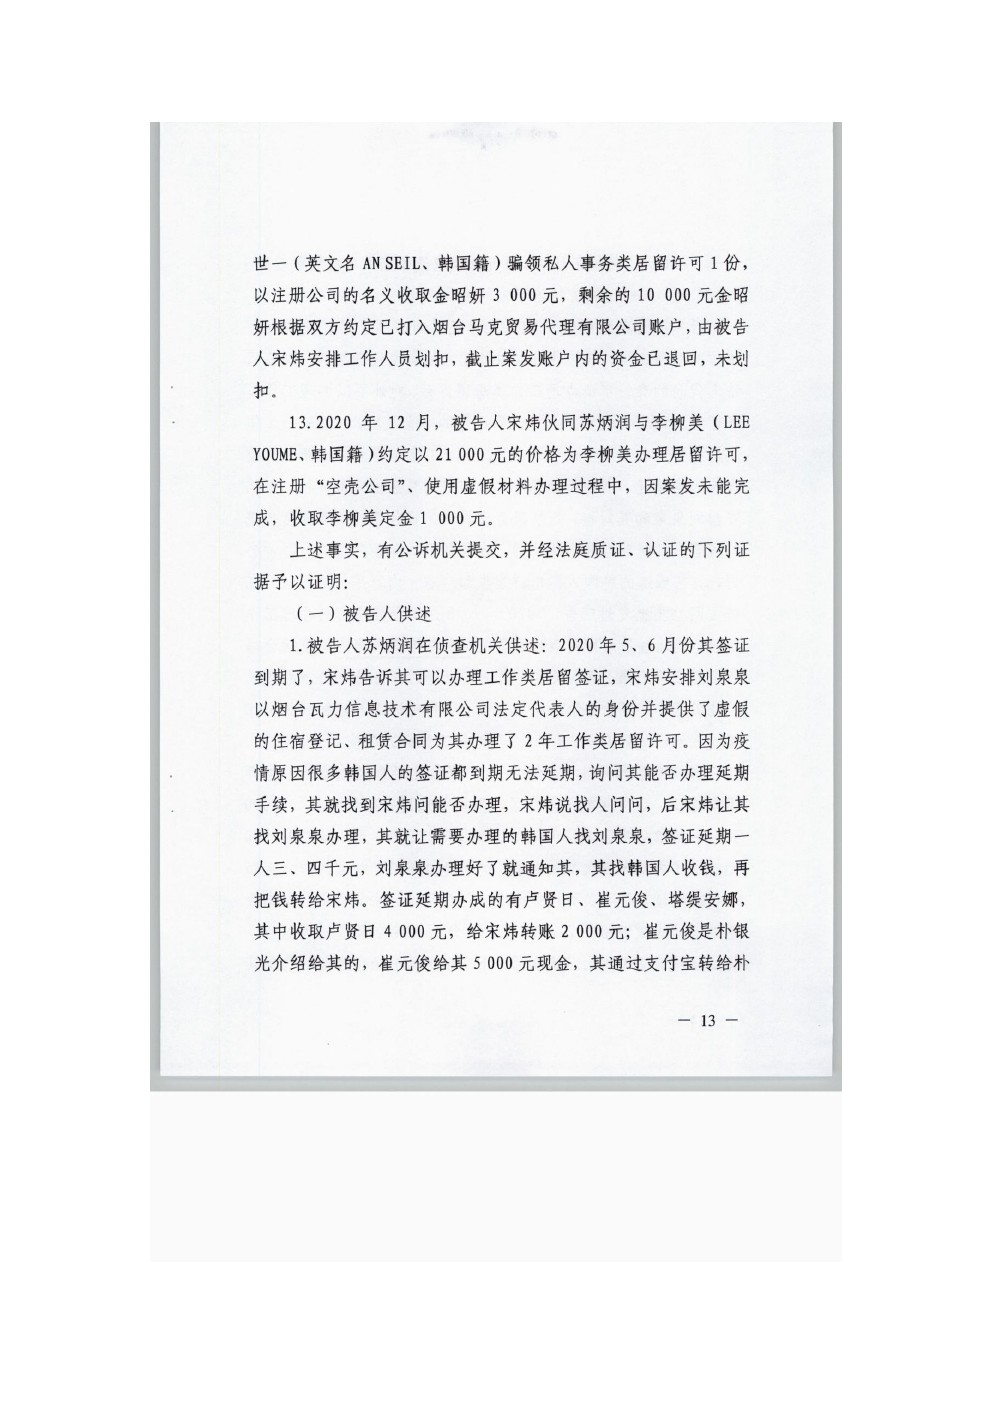 世一（英文名 AN SEIL、韩国籍）骗领私人事务类居留许可 1 份，
以注册公司的名义收取金昭妍 3 000 元，剩余的 10 000 元金昭
妍根据双方约定已打入烟台马克贸易代理有限公司账户，由被告
人宋炜安排工作人员划扣，截止案发账户内的资金已退回，未划
扣。
13.2020 年 12 月，被告人宋炜伙同苏炳润与李柳美（LEE
YOUME、韩国籍）约定以 21 000 元的价格为李柳美办理居留许可，
在注册“空壳公司”、使用虚假材料办理过程中，因案发未能完
成，收取李柳美定金 1 000 元。
上述事实，有公诉机关提交，并经法庭质证、认证的下列证
据予以证明：
（一）被告人供述
1.被告人苏炳润在侦查机关供述：2020 年 5、6 月份其签证
到期了，宋炜告诉其可以办理工作类居留签证，宋炜安排刘泉泉
以烟台瓦力信息技术有限公司法定代表人的身份并提供了虚假
的住宿登记、租赁合同为其办理了 2 年工作类居留许可。因为疫
情原因很多韩国人的签证都到期无法延期，询问其能否办理延期
手续，其就找到宋炜问能否办理，宋炜说找人问问，后宋炜让其
找刘泉泉办理，其就让需要办理的韩国人找刘泉泉，签证延期一
人三、四千元，刘泉泉办理好了就通知其，其找韩国人收钱，再
把钱转给宋炜。签证延期办成的有卢贤日、崔元俊、塔缇安娜，
其中收取卢贤日 4 000 元，给宋炜转账 2 000 元；崔元俊是朴银
光介绍给其的，崔元俊给其 5 000 元现金，其通过支付宝转给朴
— 13 —